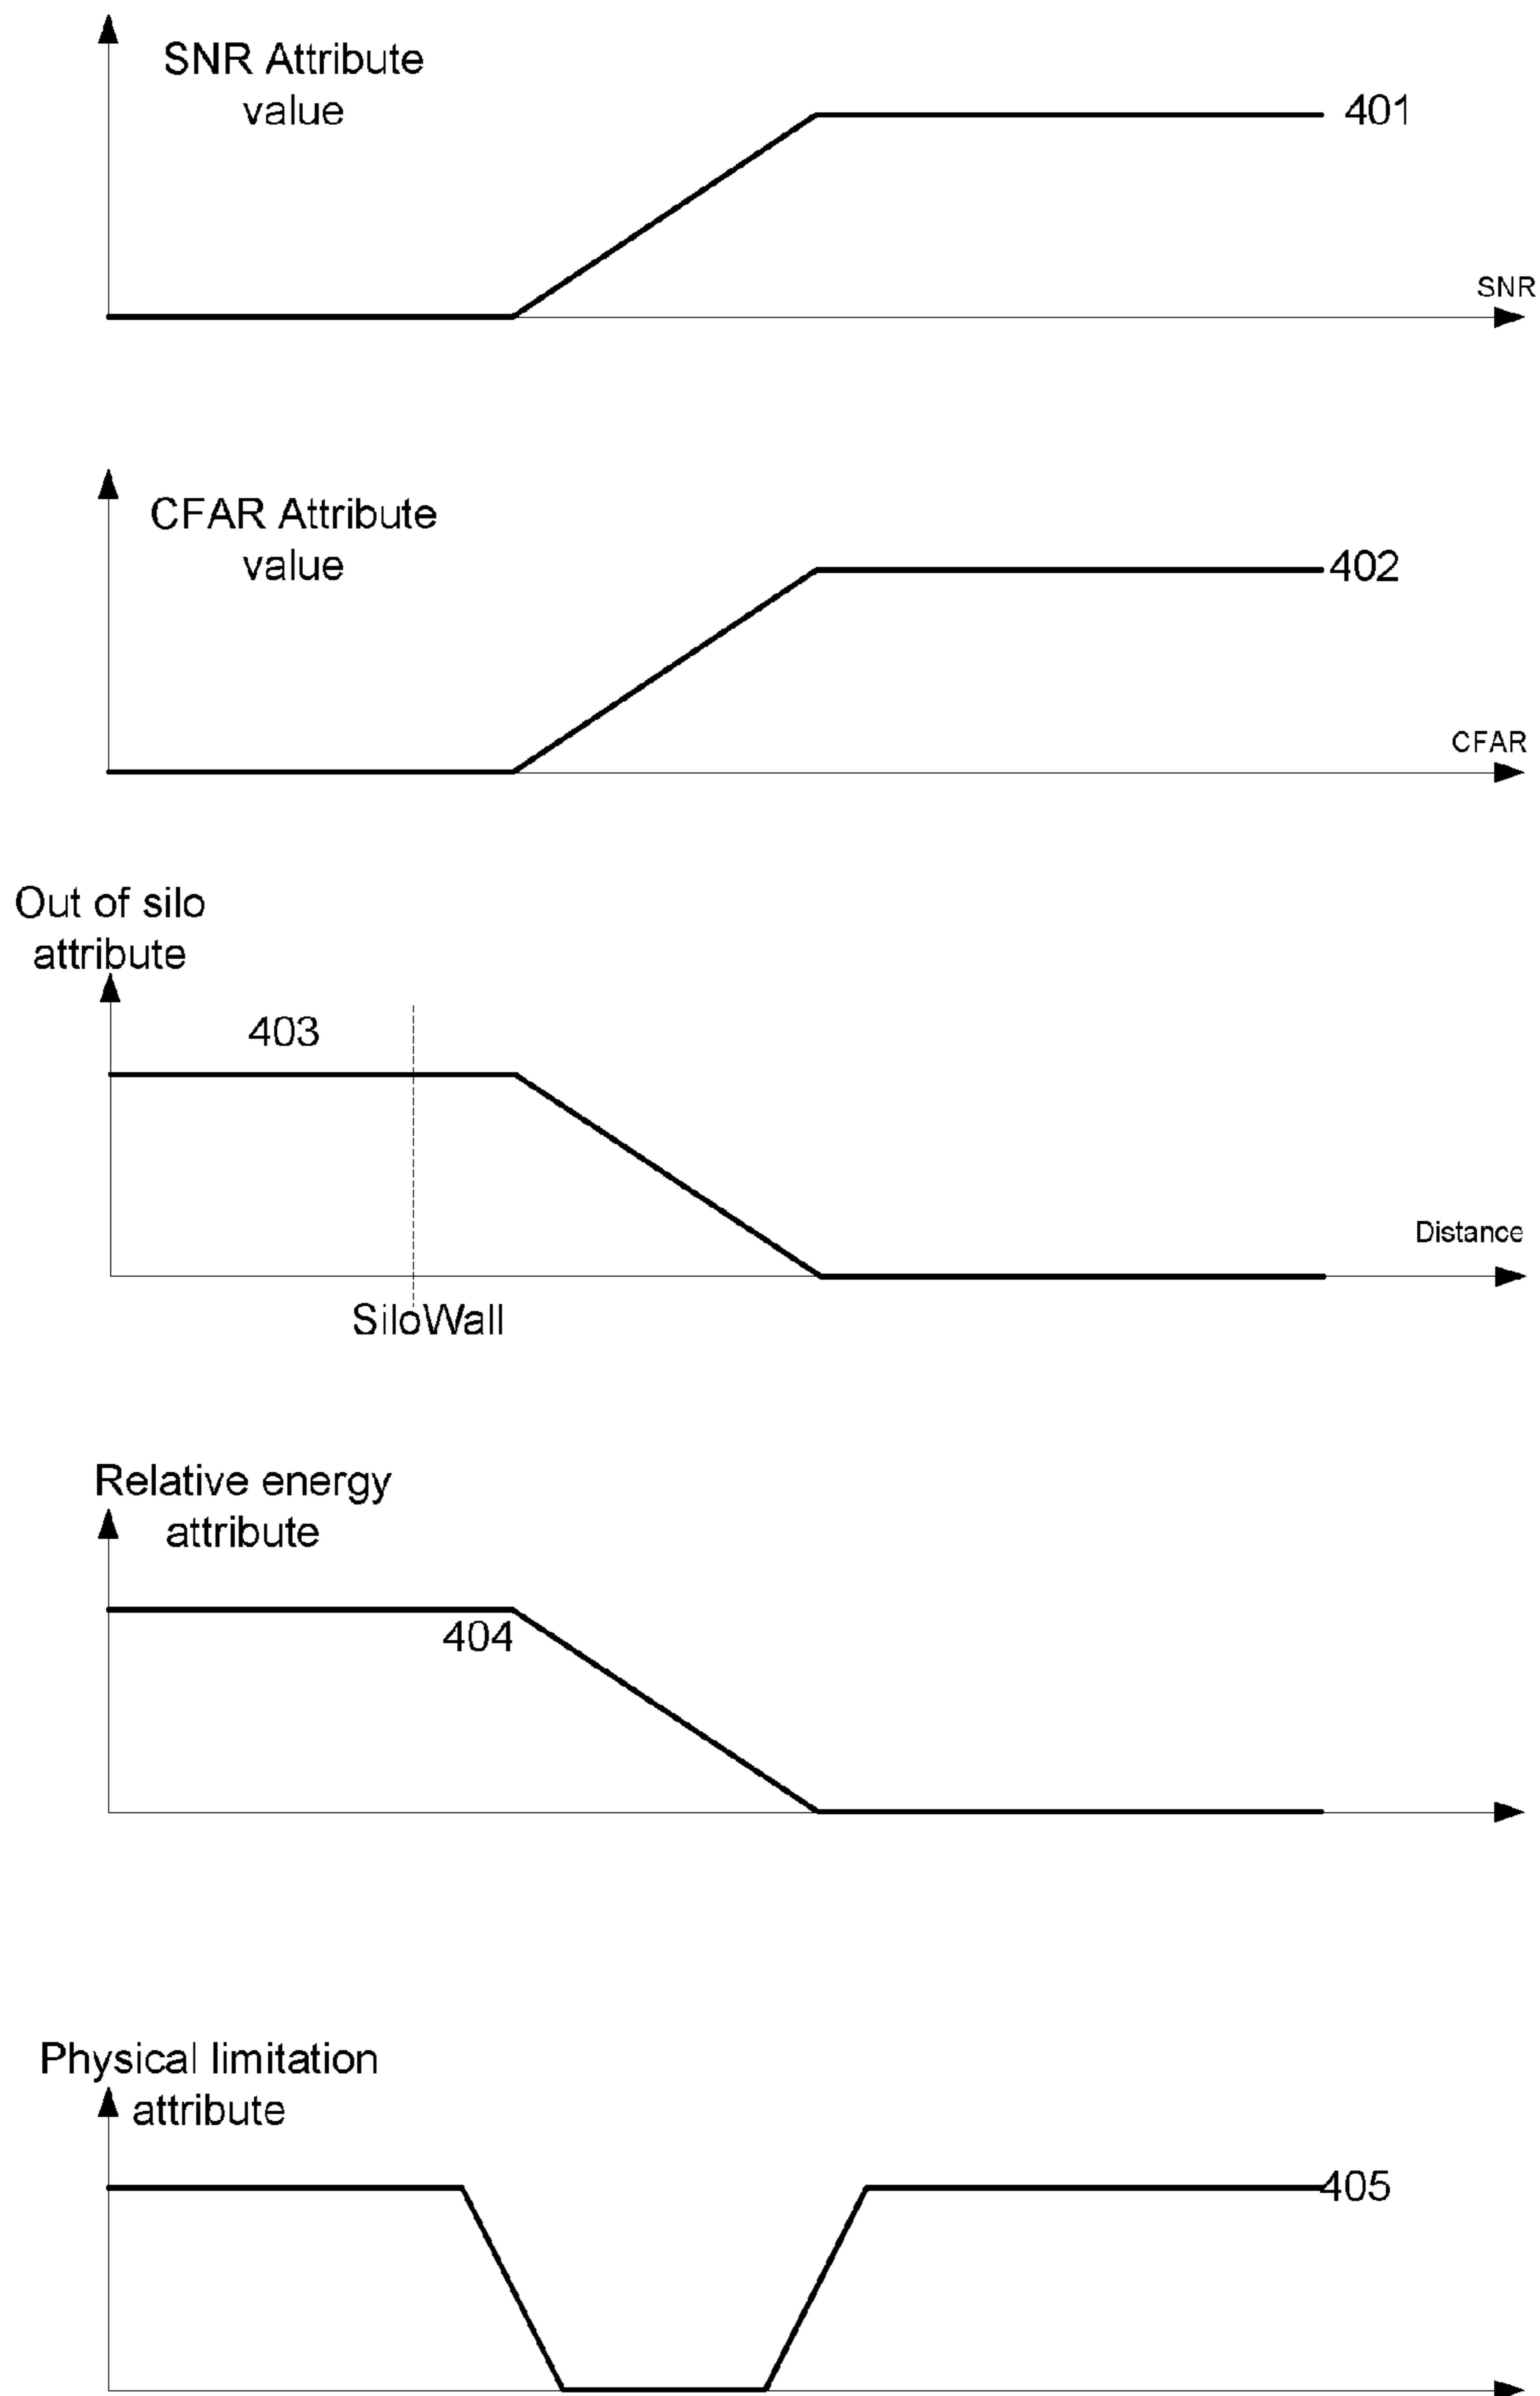 SNR Attribute
value
401
SNR
CFAR Attribute
value
402
CFAR
Out of silo
attribute
403
Distance
SiloWall
Relative energy
attribute
404
Physical limitation
attribute
405